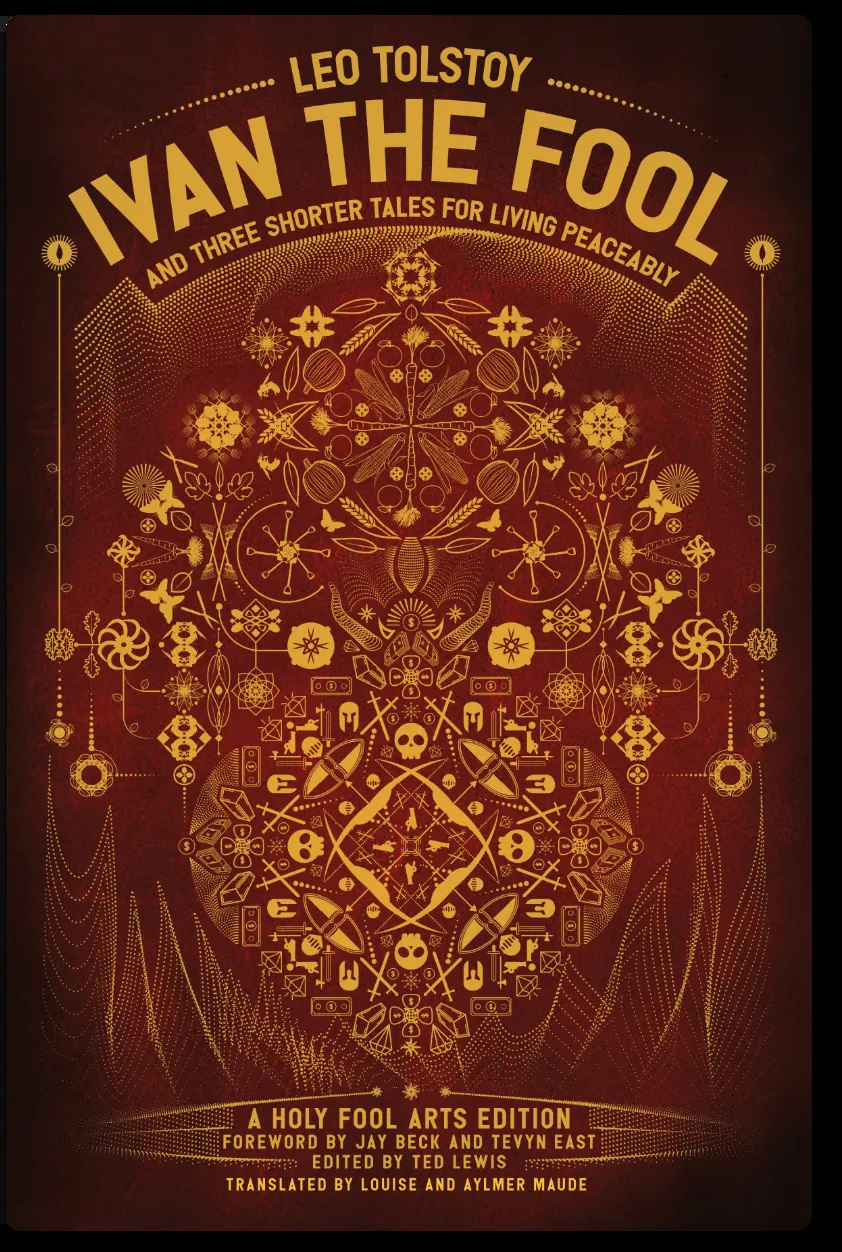 LEO TOLSTOY
IVAN THE FOOL
AND THREE SHORTER TALES FOR LIVING PEACEABLY
A HOLY FOOL ARTS EDITION
FOREWORD BY JAY BECK AND TEVYN EAST
EDITED BY TED LEWIS
TRANSLATED BY LOUISE AND AYLMER MAUDE